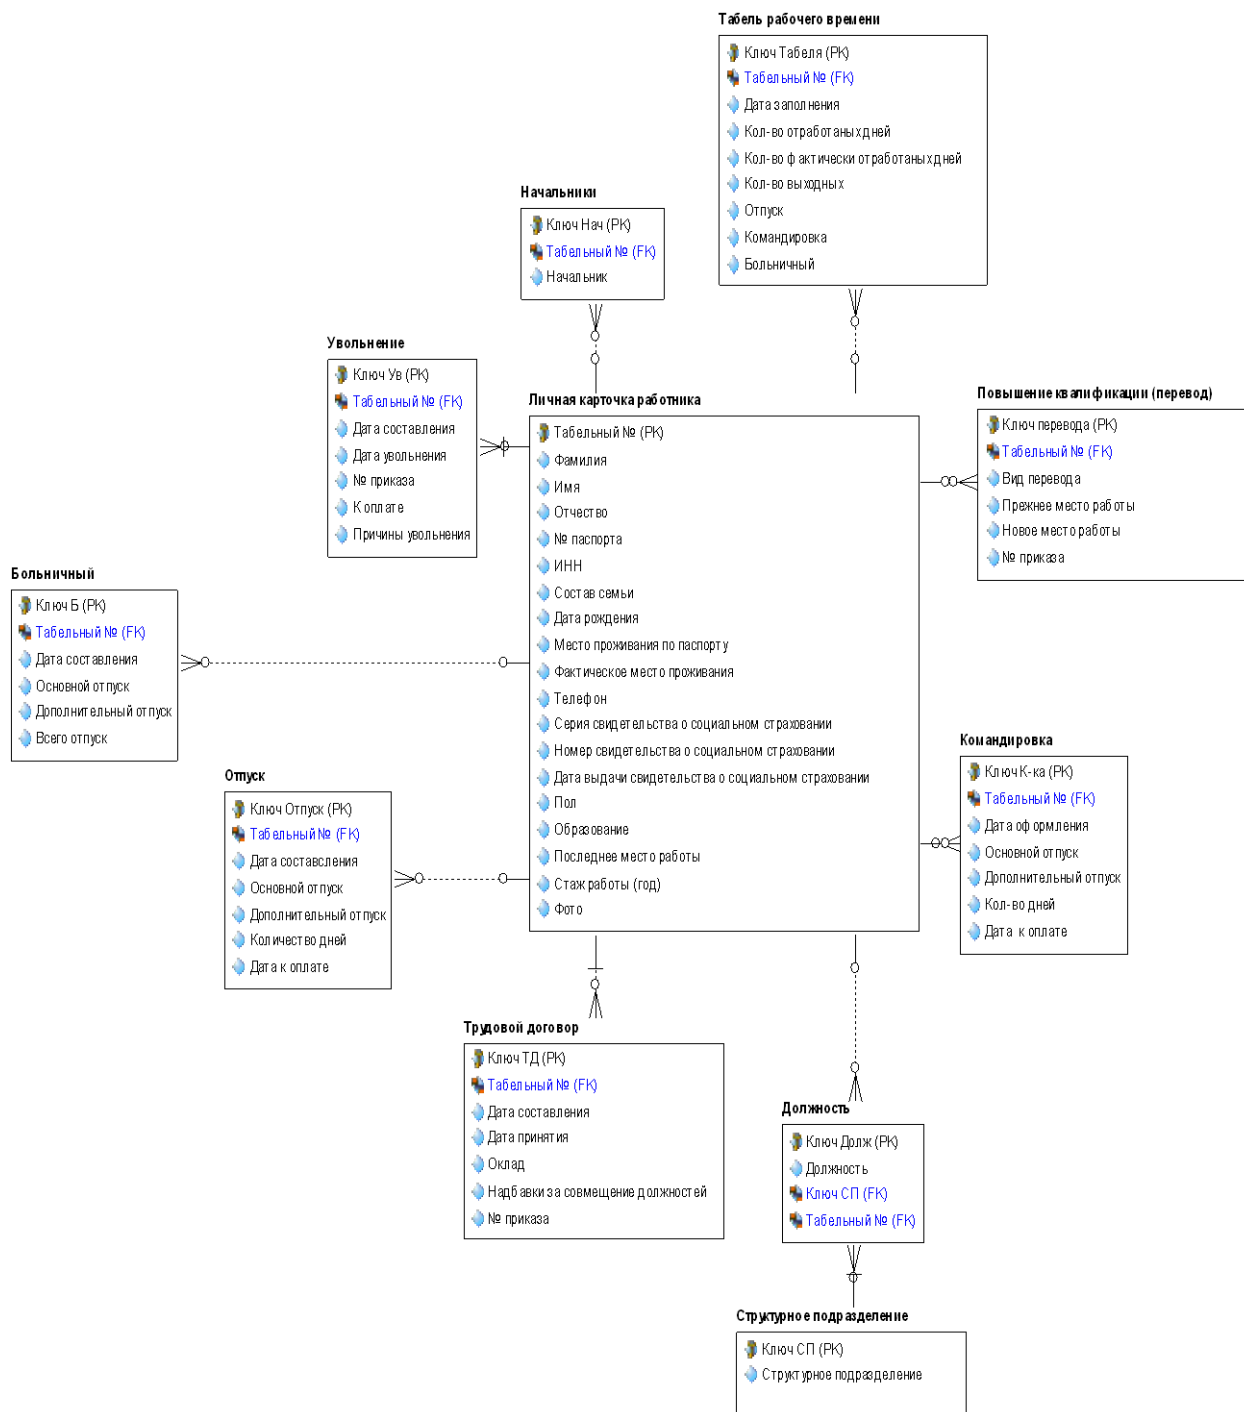 Табель рабочего времени
Ключ Табеля (PK)
Табельный № (FK)
Дата заполнения
Кол-во отработаных дней
Кол-во фактически отработаных дней
Кол-во выходных
Отпуск
Командировка
Больничный
Начальники
Ключ Нач (PK)
Табельный № (FK)
Начальник
Увольнение
Ключ Ув (PK)
Табельный № (FK)
Дата составления
Дата увольнения
№ приказа
К оплате
Причины увольнения
Личная карточка работника
Табельный № (PK)
Фамилия
Имя
Отчество
№ паспорта
ИНН
Состав семьи
Дата рождения
Место проживания по паспорту
Фактическое место проживания
Телефон
Серия свидетельства о социальном страховании
Номер свидетельства о социальном страховании
Дата выдачи свидетельства о социальном страховании
Пол
Образование
Последнее место работы
Стаж работы (год)
Фото
Повышение квалификации (перевод)
Ключ перевода (PK)
Табельный № (FK)
Вид перевода
Прежнее место работы
Новое место работы
№ приказа
Больничный
Ключ Б (PK)
Табельный № (FK)
Дата составления
Основной отпуск
Дополнительный отпуск
Всего отпуск
Отпуск
Ключ Отпуск (PK)
Табельный № (FK)
Дата составсления
Основной отпуск
Дополнительный отпуск
Количество дней
Дата к оплате
Командировка
Ключ К-ка (PK)
Табельный № (FK)
Дата оформления
Основной отпуск
Дополнительный отпуск
Кол-во дней
Дата к оплате
Трудовой договор
Ключ ТД (PK)
Табельный № (FK)
Дата составления
Дата принятия
Оклад
Надбавки за совмещение должностей
№ приказа
Должность
Ключ Долж (PK)
Должность
Ключ СП (FK)
Табельный № (FK)
Структурное подразделение
Ключ СП (PK)
Структурное подразделение